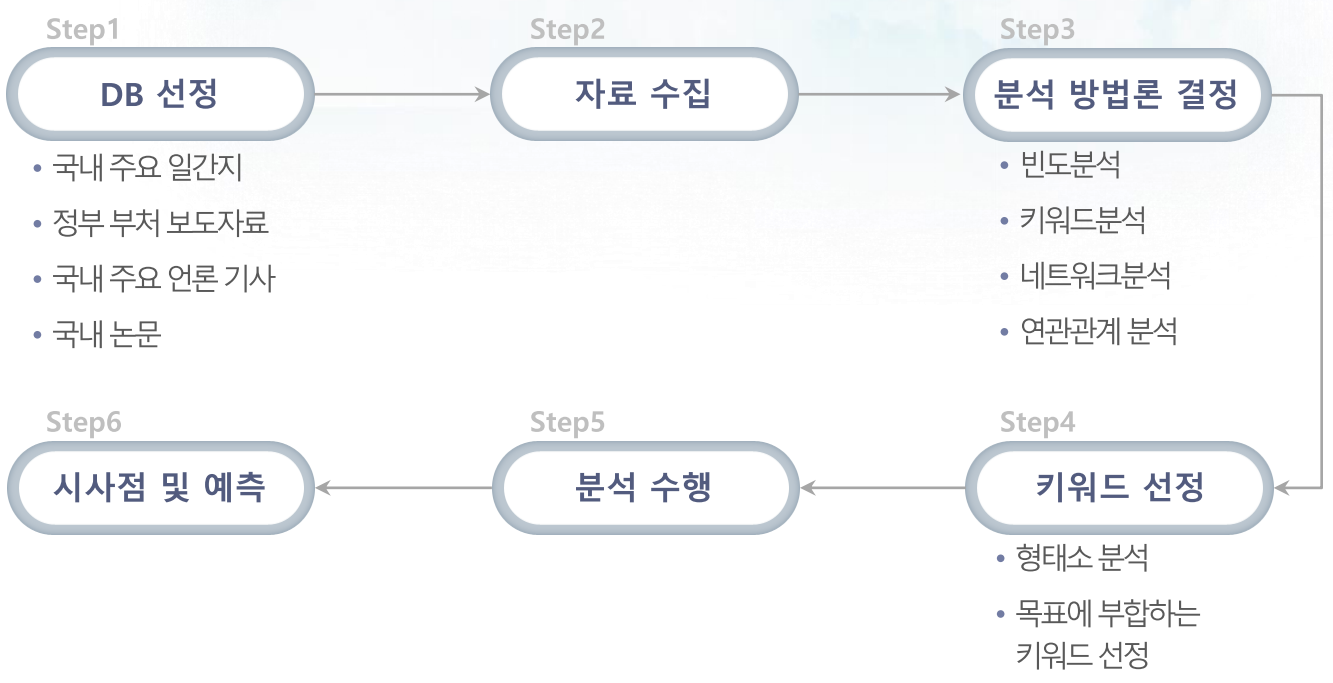 Step1
DB 선정
• 국내 주요 일간지
• 정부 부처 보도자료
• 국내 주요 언론 기사
• 국내 논문
Step2
자료 수집
Step3
분석 방법론 결정
• 빈도분석
• 키워드분석
• 네트워크분석
• 연관관계 분석
Step4
키워드 선정
• 형태소 분석
• 목표에 부합하는
키워드 선정
Step5
분석 수행
Step6
시사점 및 예측